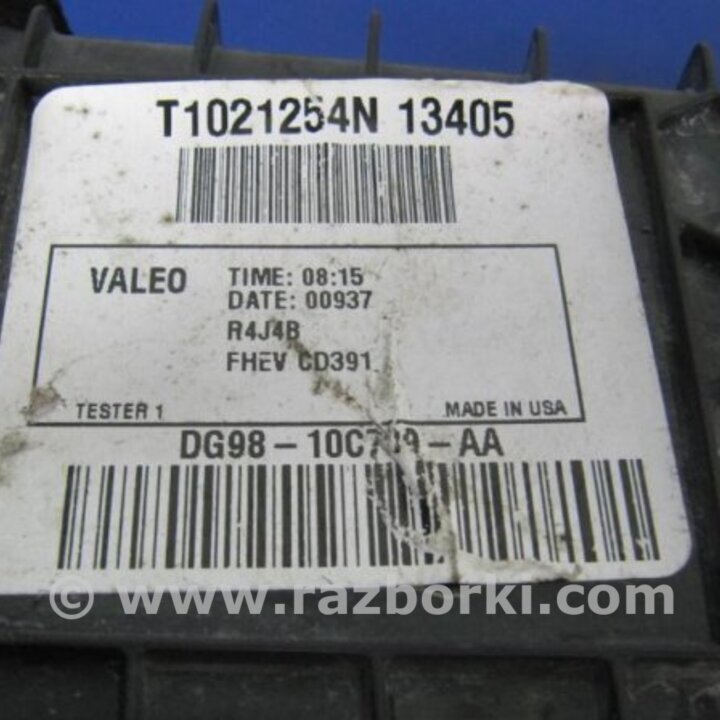 T1021254N 13405
VALEO
TIME: 08:15
DATE: 00937
R4J4B
FHEV CD391
TESTER 1
MADE IN USA
© www.razborki.com